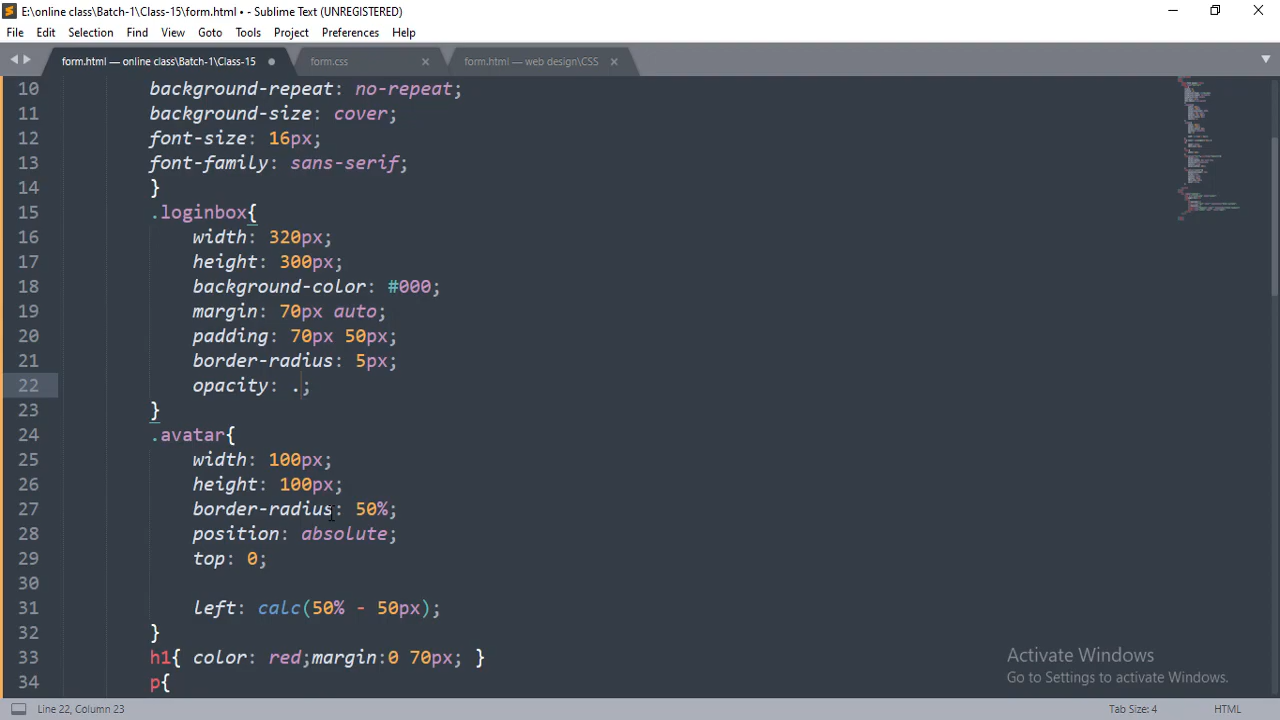 E:\online class\Batch-1\Class-15\form.html • - Sublime Text (UNREGISTERED)
File Edit Selection Find View Goto Tools Project Preferences Help
form.html — online class\Batch-1\Class-15 form.css form.html — web design\CSS
10 background-repeat: no-repeat;
11 background-size: cover;
12 font-size: 16px;
13 font-family: sans-serif;
14 }
15 .loginbox{
16 width: 320px;
17 height: 300px;
18 background-color: #000;
19 margin: 70px auto;
20 padding: 70px 50px;
21 border-radius: 5px;
22 opacity: .;
23 }
24 .avatar{
25 width: 100px;
26 height: 100px;
27 border-radius: 50%;
28 position: absolute;
29 top: 0;
30
31 left: calc(50% - 50px);
32 }
33 h1{ color: red;margin:0 70px; }
34 p{
Activate Windows
Go to Settings to activate Windows.
Line 22, Column 23 Tab Size: 4 HTML